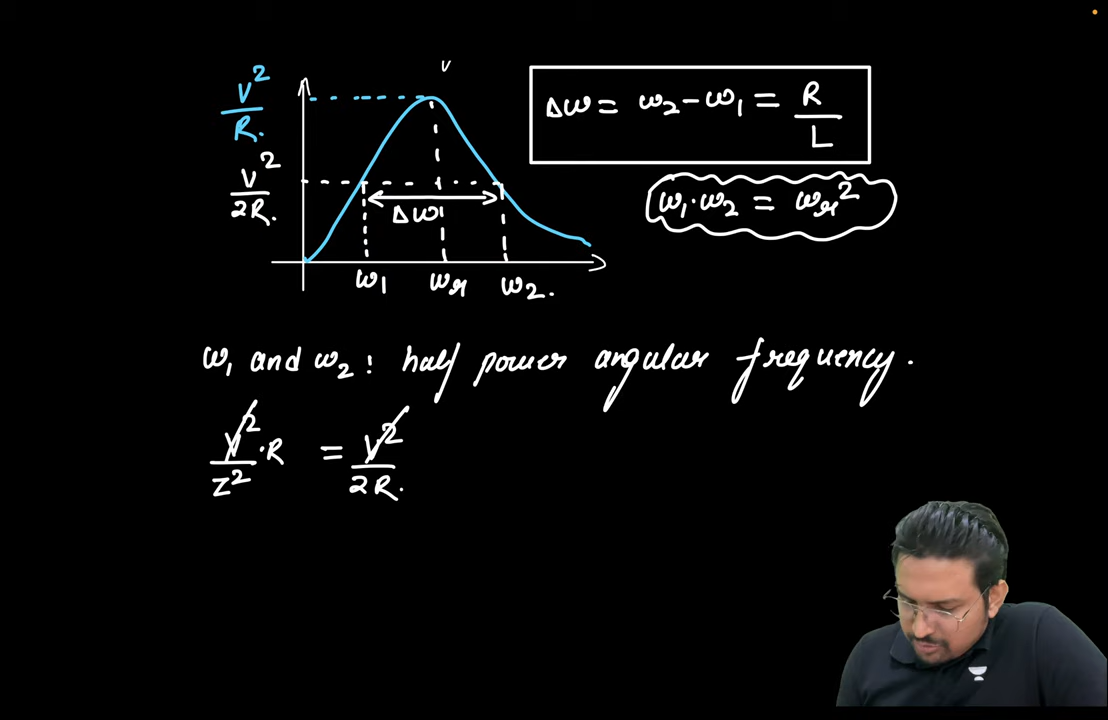 V²/R.
V²/2R.
Δω
ω₁ ωᵣ ω₂.
Δω = ω₂ - ω₁ = R/L
ω₁·ω₂ = ωᵣ²
ω₁ and ω₂ : half power angular frequency.
V²/Z² · R = V²/2R.